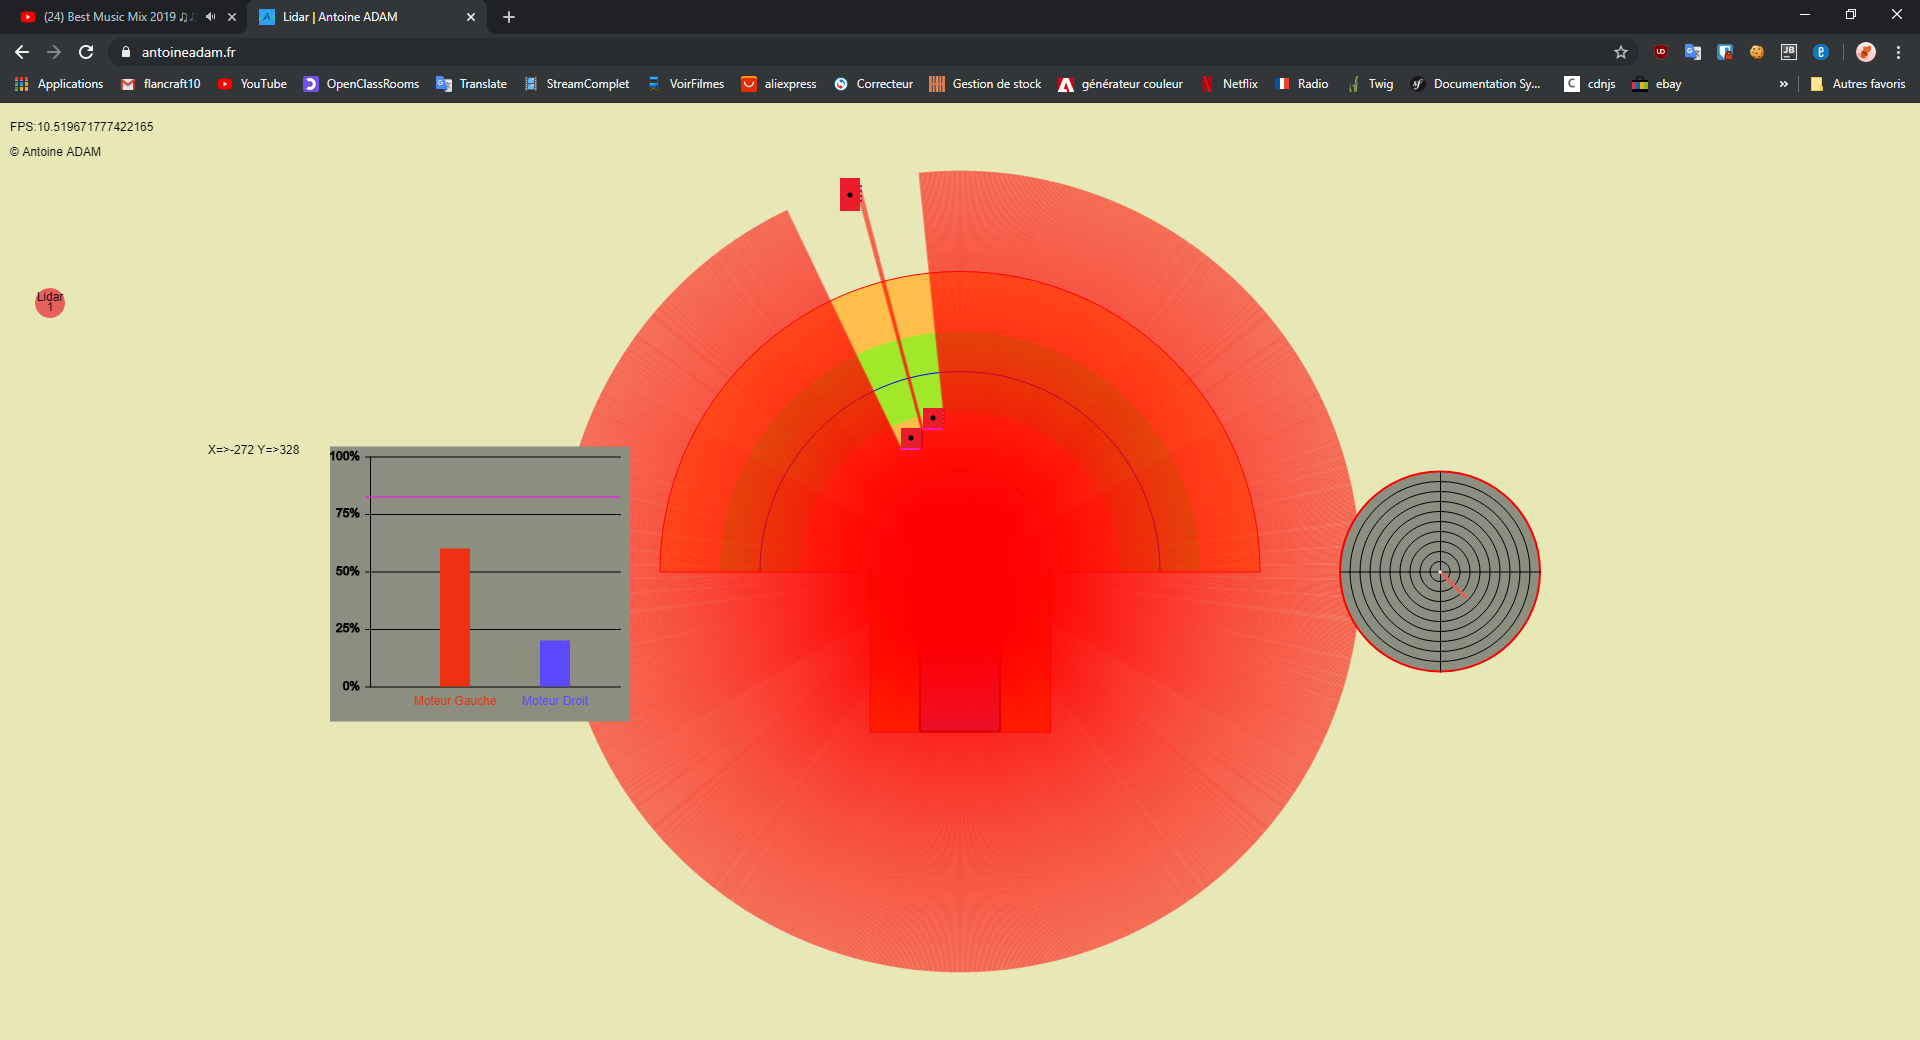 (24) Best Music Mix 2019 ♫♫
Lidar | Antoine ADAM
antoineadam.fr
UD
JB
Applications
flancraft10
YouTube
OpenClassRooms
Translate
StreamComplet
VoirFilmes
aliexpress
Correcteur
Gestion de stock
générateur couleur
Netflix
Radio
Twig
Documentation Sy...
C cdnjs
ebay
»
Autres favoris
FPS:10.519671777422165
© Antoine ADAM
Lidar
1
X=>-272 Y=>328
100%
75%
50%
25%
0%
Moteur Gauche
Moteur Droit